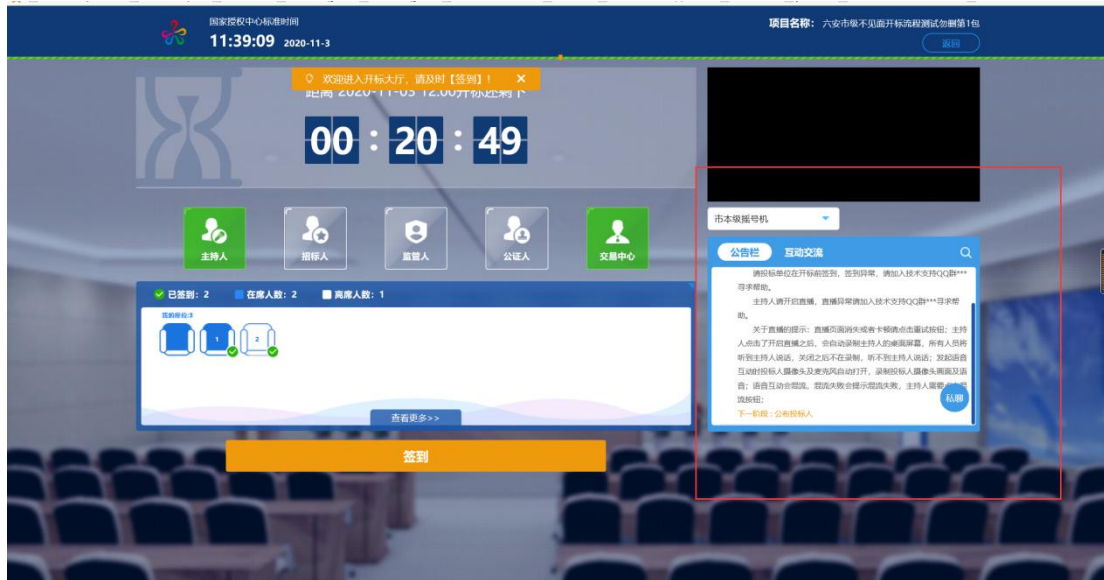 国家授权中心标准时间
11:39:09 2020-11-3
项目名称： 六安市级不见面开标流程测试勿删第1包
返回
欢迎进入开标大厅，请及时【签到】！ ×
距离 2020-11-03 12:00开标还剩下
00 : 20 : 49
主持人
招标人
监管人
公证人
交易中心
已签到：2 在席人数：2 离席人数：1
我的座位:3
1
2
查看更多>>
签到
市本级摇号机
公告栏 互动交流
请投标单位在开标前签到，签到异常，请加入技术支持QQ群***
寻求帮助。
主持人请开启直播，直播异常请加入技术支持QQ群***寻求帮
助。
关于直播的提示：直播页面消失或者卡顿请点击重试按钮；主持
人点击了开启直播之后，会自动录制主持人的桌面屏幕，所有人员将
听到主持人说话，关闭之后不在录制，听不到主持人说话；发起语音
互动时投标人摄像头及麦克风自动打开，录制投标人摄像头画面及语
音；语音互动会混流，混流失败会提示混流失败，主持人需要
流按钮；
私聊
下一阶段：公布投标人